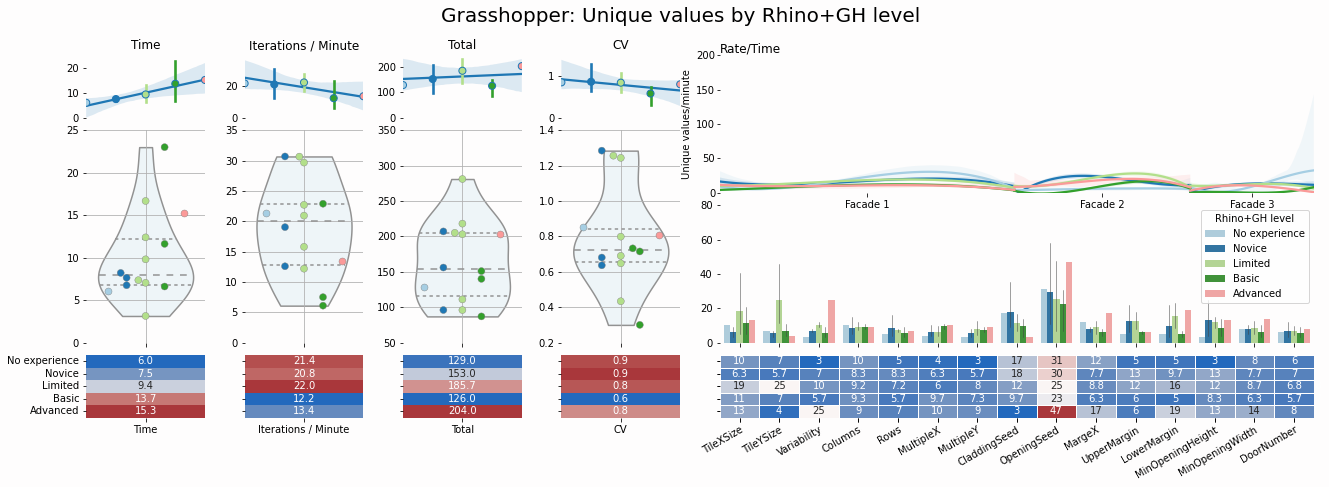 Grasshopper: Unique values by Rhino+GH level
Time
20
10
0
25
20
15
10
5
0
Iterations / Minute
20
0
35
30
25
20
15
10
5
0
Total
200
100
0
350
300
250
200
150
100
50
CV
1
0
1.4
1.2
1.0
0.8
0.6
0.4
0.2
Rate/Time
Unique values/minute
200
150
100
50
0
Facade 1 Facade 2 Facade 3
80
60
40
20
0
Rhino+GH level
No experience
Novice
Limited
Basic
Advanced
No experience 6.0 21.4 129.0 0.9
Novice 7.5 20.8 153.0 0.9
Limited 9.4 22.0 185.7 0.8
Basic 13.7 12.2 126.0 0.6
Advanced 15.3 13.4 204.0 0.8
Time Iterations / Minute Total CV
10 7 3 10 5 4 3 17 31 12 5 5 3 8 6
6.3 5.7 7 8.3 8.3 6.3 5.7 18 30 7.7 13 9.7 13 7.7 7
19 25 10 9.2 7.2 6 8 12 25 8.8 12 16 12 8.7 6.8
11 7 5.7 9.3 5.7 9.7 7.3 9.7 23 6.3 6 5 8.3 6.3 5.7
13 4 25 9 7 10 9 3 47 17 6 19 13 14 8
TileXSize TileYSize Variability Columns Rows MultipleX MultipleY CladdingSeed OpeningSeed MargeX UpperMargin LowerMargin MinOpeningHeight MinOpeningWidth DoorNumber